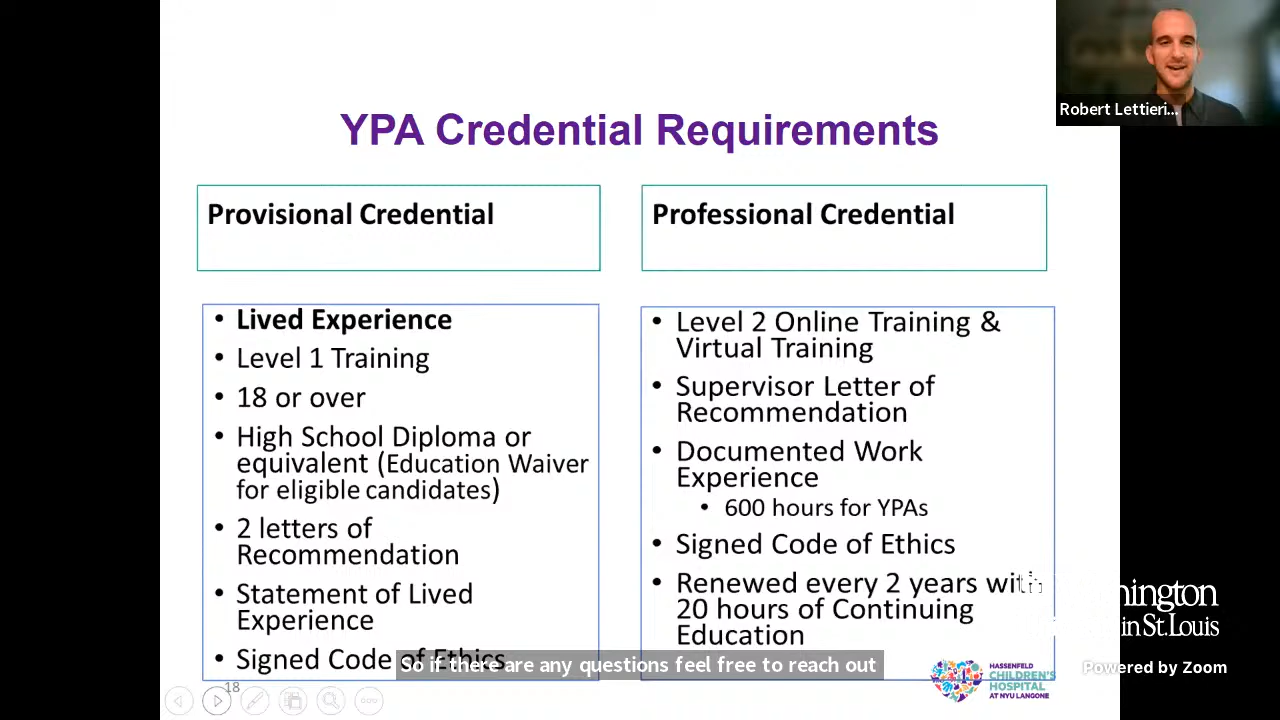 Robert Lettieri...
YPA Credential Requirements
Provisional Credential
• Lived Experience
• Level 1 Training
• 18 or over
• High School Diploma or
equivalent (Education Waiver
for eligible candidates)
• 2 letters of
Recommendation
• Statement of Lived
Experience
• Signed Code of Ethics
Professional Credential
• Level 2 Online Training &
Virtual Training
• Supervisor Letter of
Recommendation
• Documented Work
Experience
• 600 hours for YPAs
• Signed Code of Ethics
• Renewed every 2 years with
20 hours of Continuing
Education
in St. Louis
So if there are any questions feel free to reach out
HASSENFELD
CHILDREN'S
HOSPITAL
AT NYU LANGONE
Powered by Zoom
18